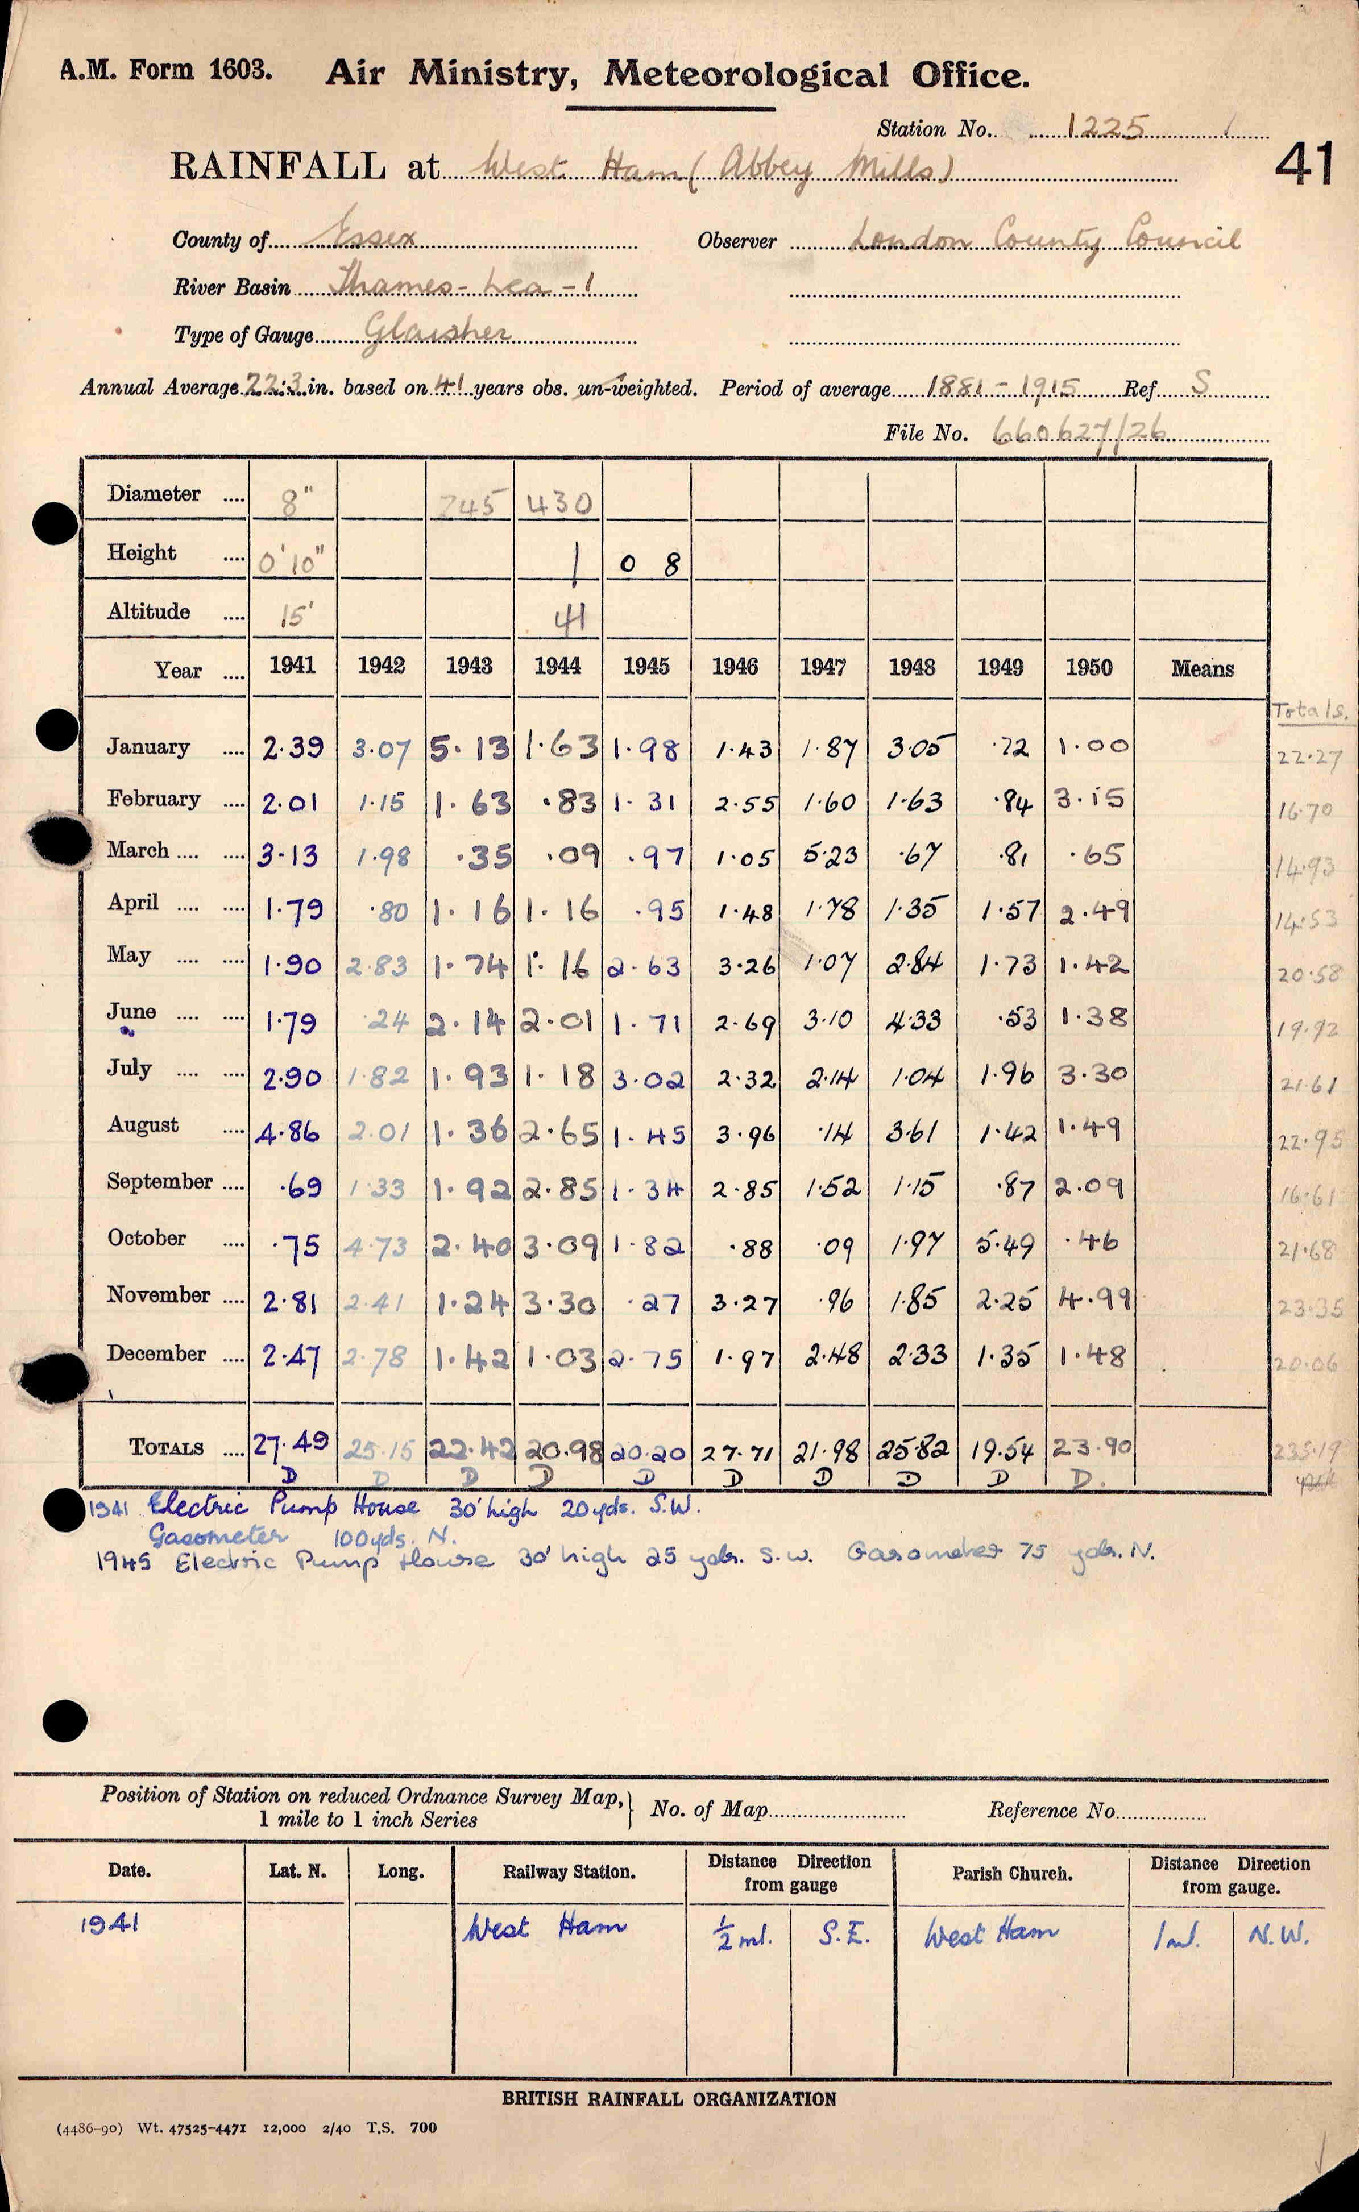 A.M. Form 1603. Air Ministry, Meteorological Office.
Station No. 1225
RAINFALL at West Ham (Abbey Mills) 41
County of Essex Observer London County Council
River Basin Thames - Lea - 1
Type of Gauge Glaisher
Annual Average 22.3 in. based on 41 years obs. un-weighted. Period of average 1881 - 1915 Ref S
File No. 660627/26
Diameter .... 8" 745 430
Height .... 0'10" 1 0 8
Altitude .... 15' 41
Year .... 1941 1942 1943 1944 1945 1946 1947 1948 1949 1950 Means
Totals.
January .... 2.39 3.07 5.13 1.63 1.98 1.43 1.87 3.05 .72 1.00 22.27
February .... 2.01 1.15 1.63 .83 1.31 2.55 1.60 1.63 .84 3.15 16.70
March .... .... 3.13 1.98 .35 .09 .97 1.05 5.23 .67 .81 .65 14.93
April .... .... 1.79 .80 1.16 1.16 .95 1.48 1.78 1.35 1.57 2.49 14.53
May .... .... 1.90 2.83 1.74 1.16 2.63 3.26 1.07 2.84 1.73 1.42 20.58
June .... .... 1.79 .24 2.14 2.01 1.71 2.69 3.10 4.33 .53 1.38 19.92
July .... .... 2.90 1.82 1.93 1.18 3.02 2.32 2.14 1.04 1.96 3.30 21.61
August .... 4.86 2.01 1.36 2.65 1.45 3.96 .14 3.61 1.42 1.49 22.95
September .... .69 1.33 1.92 2.85 1.34 2.85 1.52 1.15 .87 2.09 16.61
October .... .75 4.73 2.40 3.09 1.82 .88 .09 1.97 5.49 .46 21.68
November .... 2.81 2.41 1.24 3.30 .27 3.27 .96 1.85 2.25 4.99 23.35
December .... 2.47 2.78 1.42 1.03 2.75 1.97 2.48 2.33 1.35 1.48 20.06
TOTALS .... 27.49 25.15 22.42 20.98 20.20 27.71 21.98 25.82 19.54 23.90 235.19
D D D D D D D D D D.
1941 Electric Pump House 30' high 20 yds. S.W.
Gasometer 100 yds. N.
1945 Electric Pump House 30' high 25 yds. S.W. Gasometer 75 yds. N.
Position of Station on reduced Ordnance Survey Map, } No. of Map Reference No.
1 mile to 1 inch Series
Date. Lat. N. Long. Railway Station. Distance Direction from gauge Parish Church. Distance Direction from gauge.
1941 West Ham 1/2 ml. S.E. West Ham 1 ml. N.W.
BRITISH RAINFALL ORGANIZATION
(4486-90) Wt. 47525-4471 12,000 2/40 T.S. 700